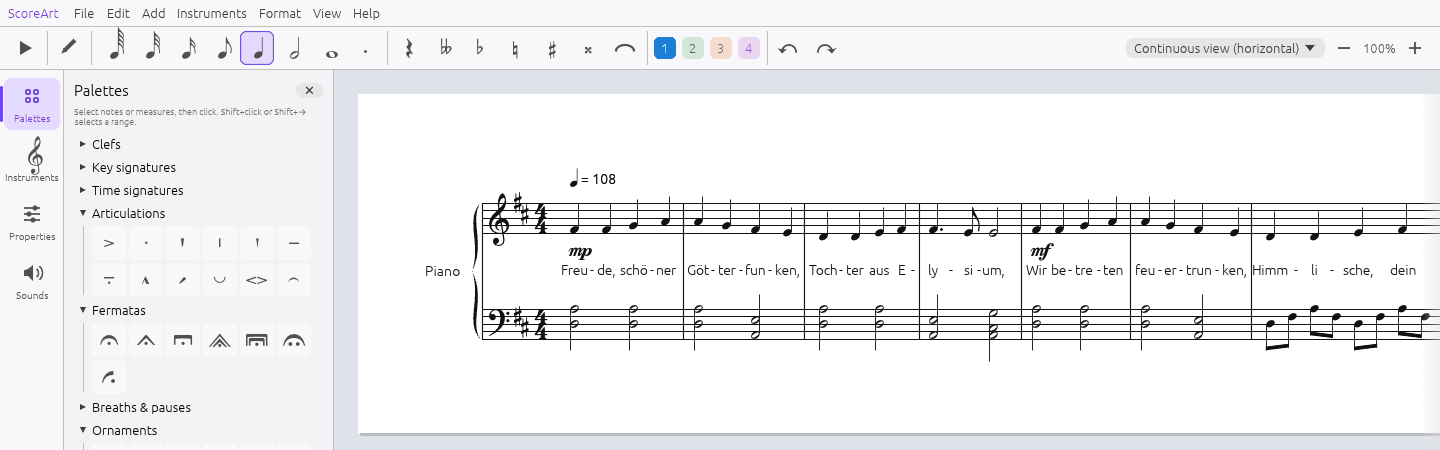 ScoreArt File Edit Add Instruments Format View Help
1 2 3 4 Continuous view (horizontal) 100%
Palettes
Instruments
Properties
Sounds
Palettes
Select notes or measures, then click. Shift+click or Shift+→
selects a range.
Clefs
Key signatures
Time signatures
Articulations
Fermatas
Breaths & pauses
Ornaments
= 108
mp mf
Piano
Freu - de, schö - ner Göt - ter - fun - ken, Toch - ter aus E - ly - si - um, Wir be - tre - ten feu - er - trun - ken, Himm - li - sche, dein